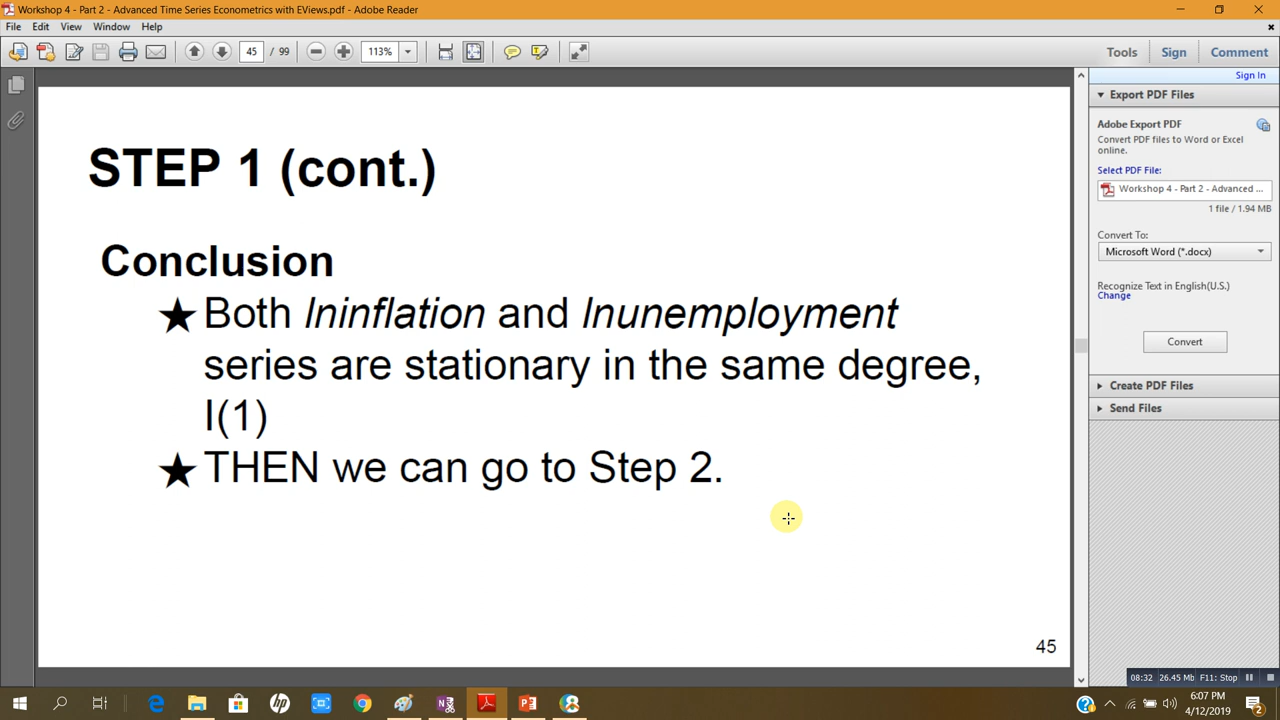 Workshop 4 - Part 2 - Advanced Time Series Econometrics with EViews.pdf - Adobe Reader
File Edit View Window Help
45 / 99 113% Tools Sign Comment
Sign In
Export PDF Files
Adobe Export PDF
Convert PDF files to Word or Excel
online.
Select PDF File:
Workshop 4 - Part 2 - Advanced ...
1 file / 1.94 MB
Convert To:
Microsoft Word (*.docx)
Recognize Text in English(U.S.)
Change
Convert
Create PDF Files
Send Files
STEP 1 (cont.)
Conclusion
★ Both lninflation and lnunemployment
series are stationary in the same degree,
I(1)
★ THEN we can go to Step 2.
45
08:32 26.45 Mb F11: Stop
6:07 PM
4/12/2019
2